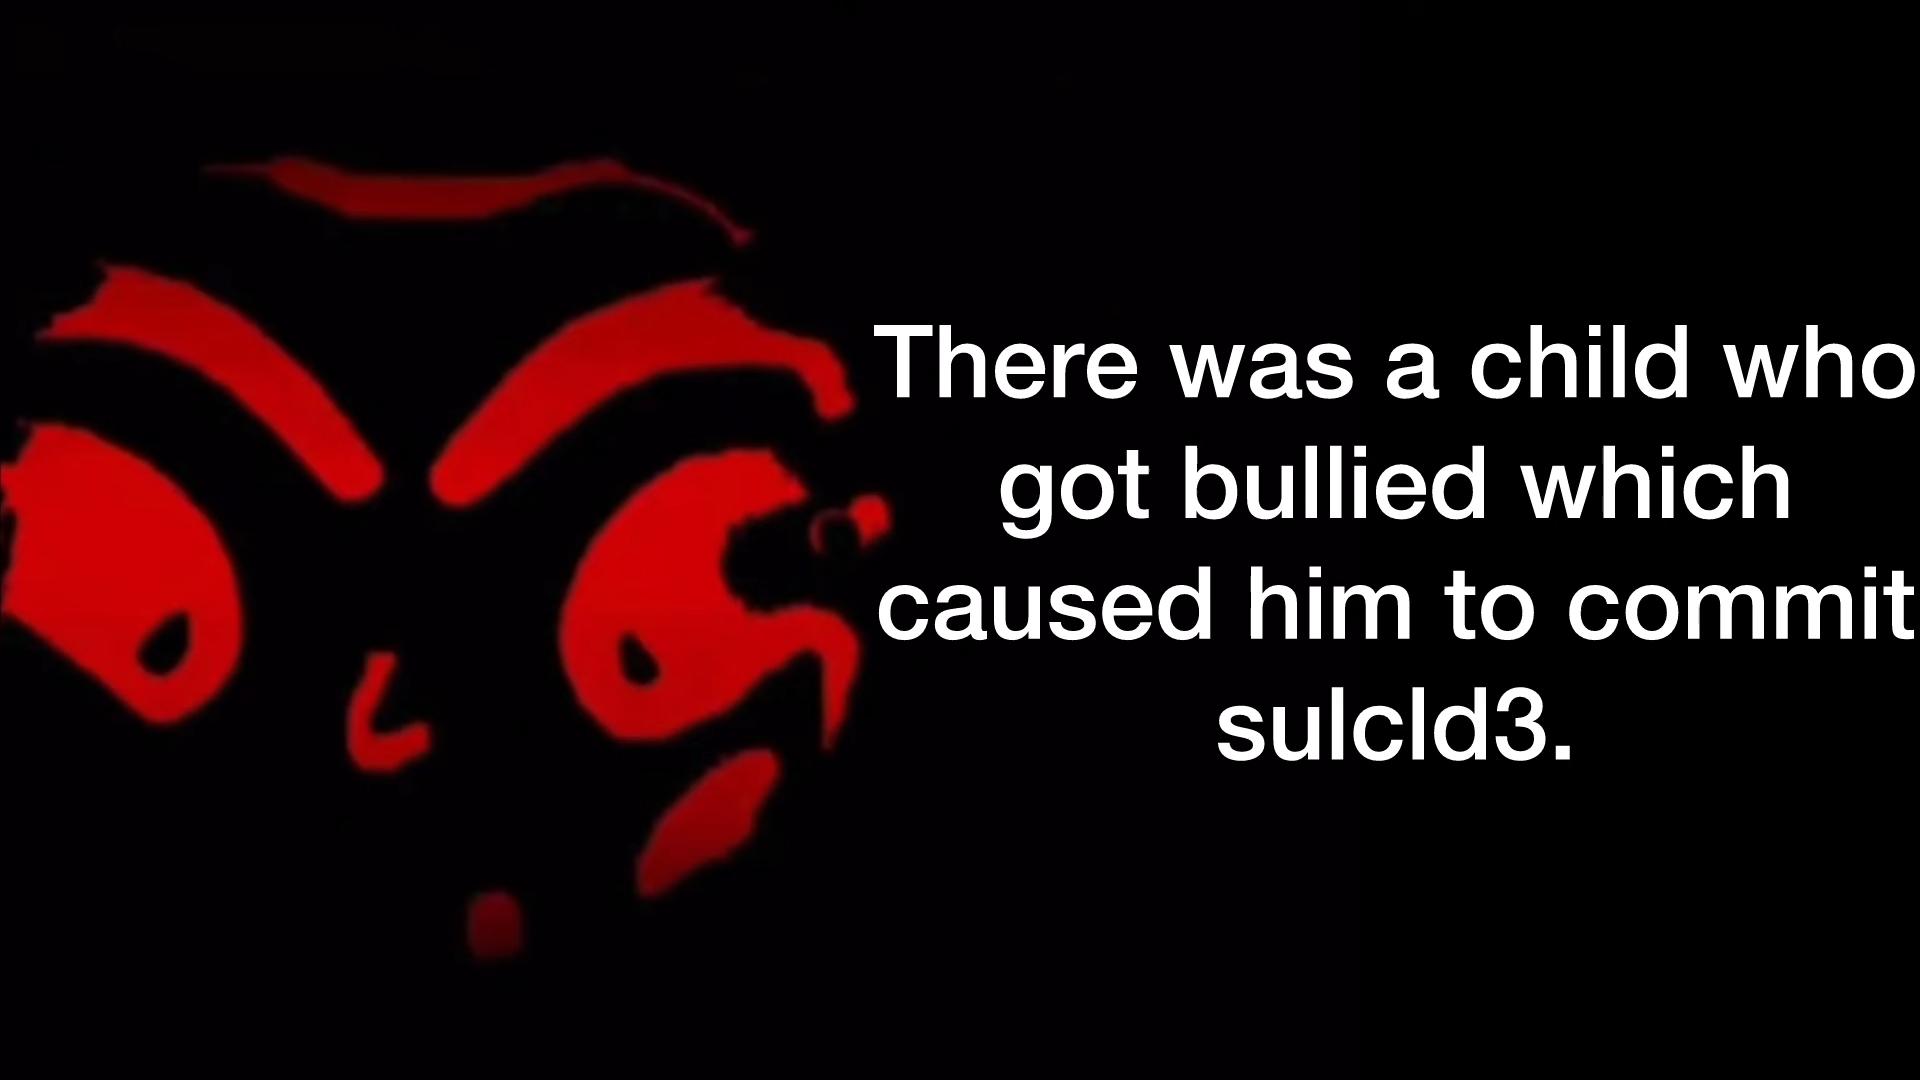 There was a child who
got bullied which
caused him to commit
sulcld3.